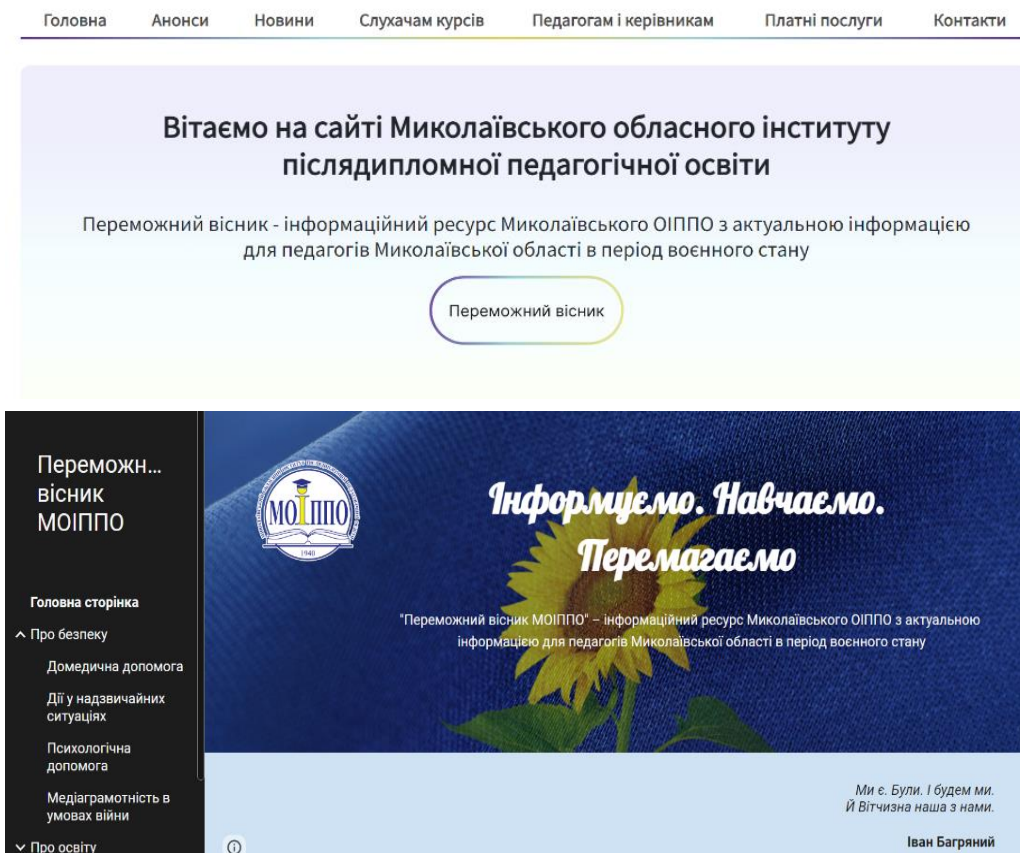 Головна Анонси Новини Слухачам курсів Педагогам і керівникам Платні послуги Контакти
Вітаємо на сайті Миколаївського обласного інституту
післядипломної педагогічної освіти
Переможний вісник - інформаційний ресурс Миколаївського ОІППО з актуальною інформацією
для педагогів Миколаївської області в період воєнного стану
Переможний вісник
Переможн...
вісник
МОІППО
Головна сторінка
Про безпеку
Домедична допомога
Дії у надзвичайних
ситуаціях
Психологічна
допомога
Медіаграмотність в
умовах війни
Про освіту
МОІППО
1940
Інформуємо. Навчаємо.
Перемагаємо
"Переможний вісник МОІППО" – інформаційний ресурс Миколаївського ОІППО з актуальною
інформацією для педагогів Миколаївської області в період воєнного стану
Ми є. Були. І будем ми.
Й Вітчизна наша з нами.
Іван Багряний